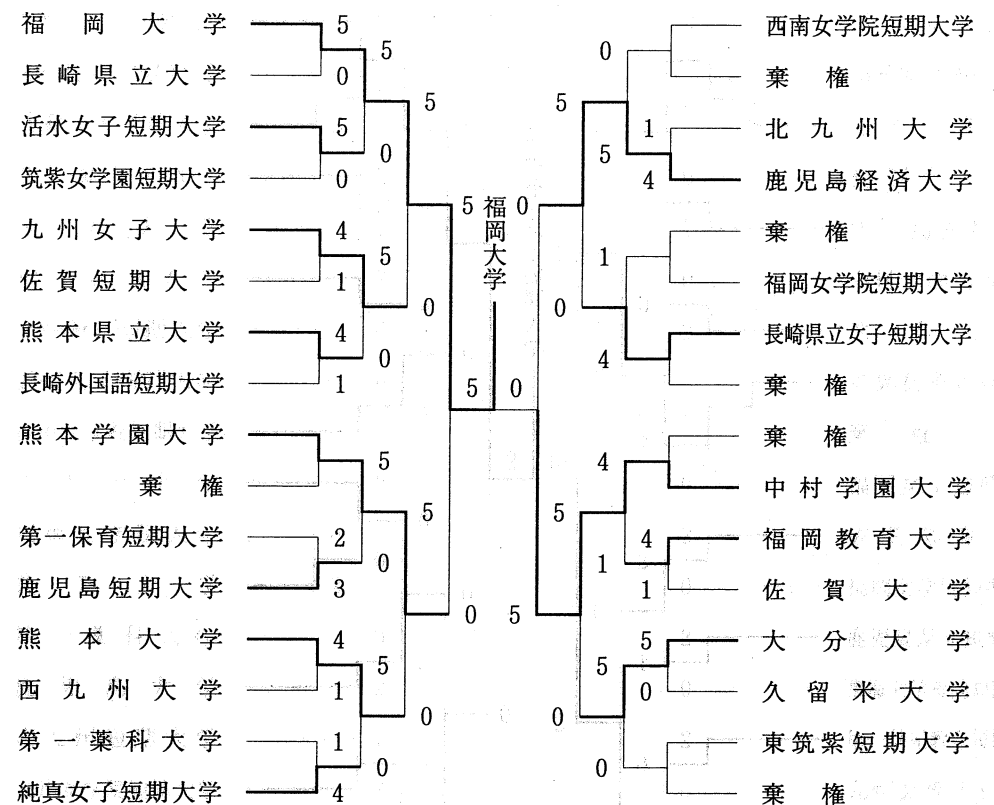 福岡大学
5
長崎県立大学
0
5
活水女子短期大学
5
筑紫女学園短期大学
0
0
5
九州女子大学
4
佐賀短期大学
1
5
熊本県立大学
4
長崎外国語短期大学
1
0
0
5
熊本学園大学
棄権
5
第一保育短期大学
2
鹿児島短期大学
3
0
5
熊本大学
4
西九州大学
1
5
第一薬科大学
1
純真女子短期大学
4
0
0
0
5
福岡大学
0
西南女学院短期大学
棄権
0
北九州大学
1
鹿児島経済大学
4
5
5
棄権
福岡女学院短期大学
1
長崎県立女子短期大学
棄権
4
0
0
棄権
中村学園大学
4
福岡教育大学
4
佐賀大学
1
1
5
大分大学
5
久留米大学
0
5
東筑紫短期大学
棄権
0
0
5